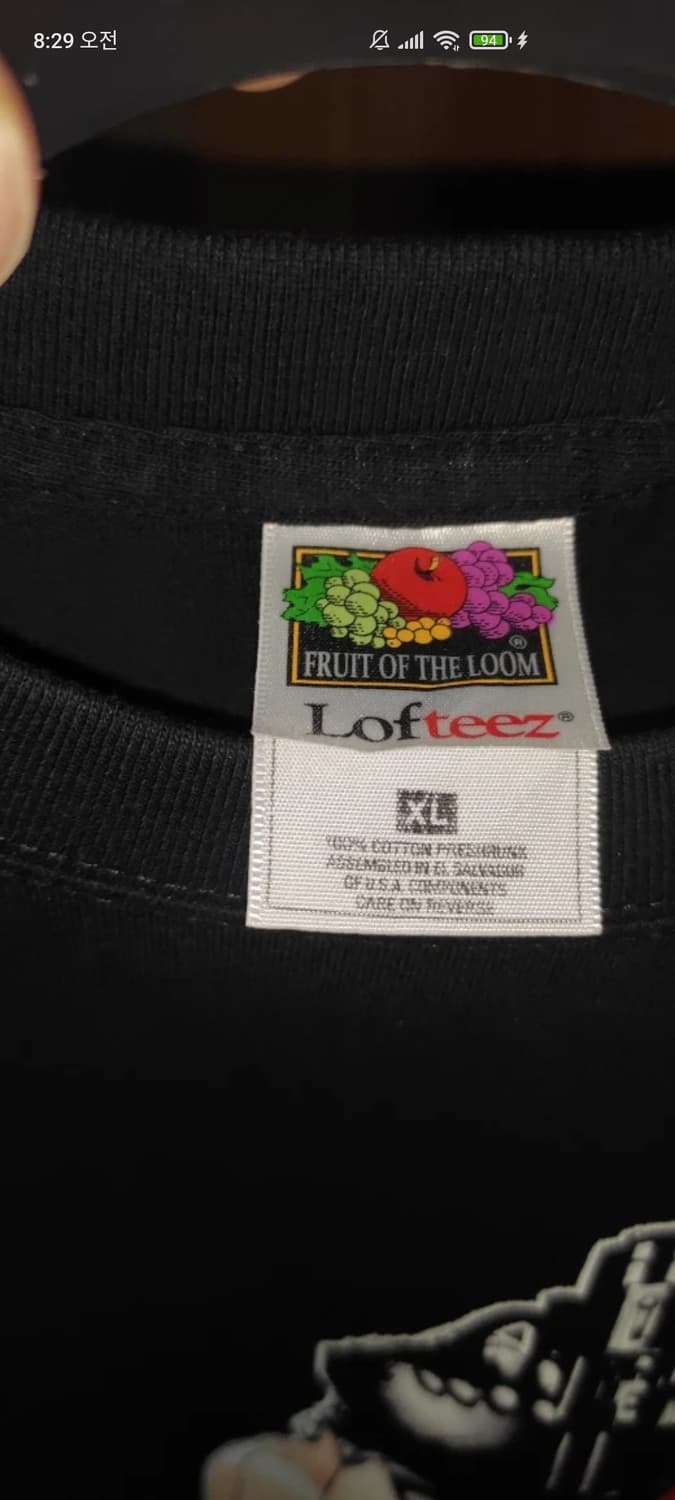 8:29 오전
94
FRUIT OF THE LOOM®
Lofteez®
XL
100% COTTON PRESHRUNK
ASSEMBLED IN EL SALVADOR
OF U.S.A. COMPONENTS
CARE ON REVERSE